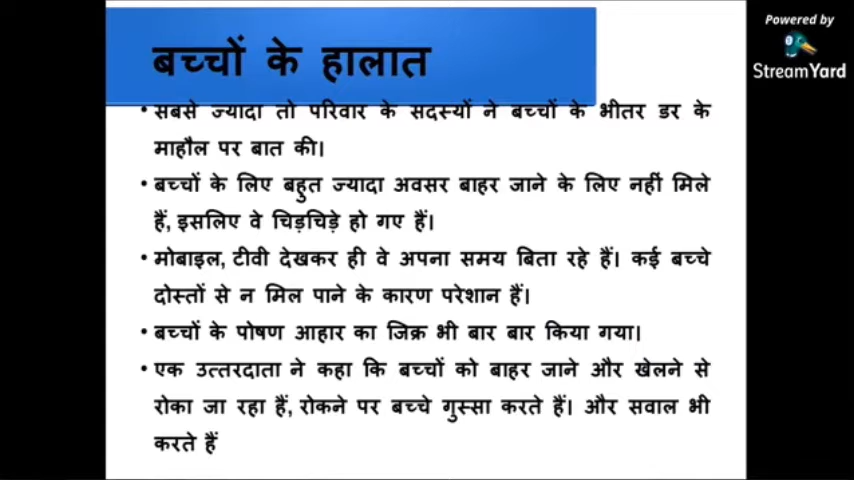 Powered by
StreamYard
बच्चों के हालात
• सबसे ज्यादा तो परिवार के सदस्यों ने बच्चों के भीतर डर के
माहौल पर बात की।
• बच्चों के लिए बहुत ज्यादा अवसर बाहर जाने के लिए नहीं मिले
हैं, इसलिए वे चिड़चिड़े हो गए हैं।
• मोबाइल, टीवी देखकर ही वे अपना समय बिता रहे हैं। कई बच्चे
दोस्तों से न मिल पाने के कारण परेशान हैं।
• बच्चों के पोषण आहार का जिक्र भी बार बार किया गया।
• एक उत्तरदाता ने कहा कि बच्चों को बाहर जाने और खेलने से
रोका जा रहा हैं, रोकने पर बच्चे गुस्सा करते हैं। और सवाल भी
करते हैं